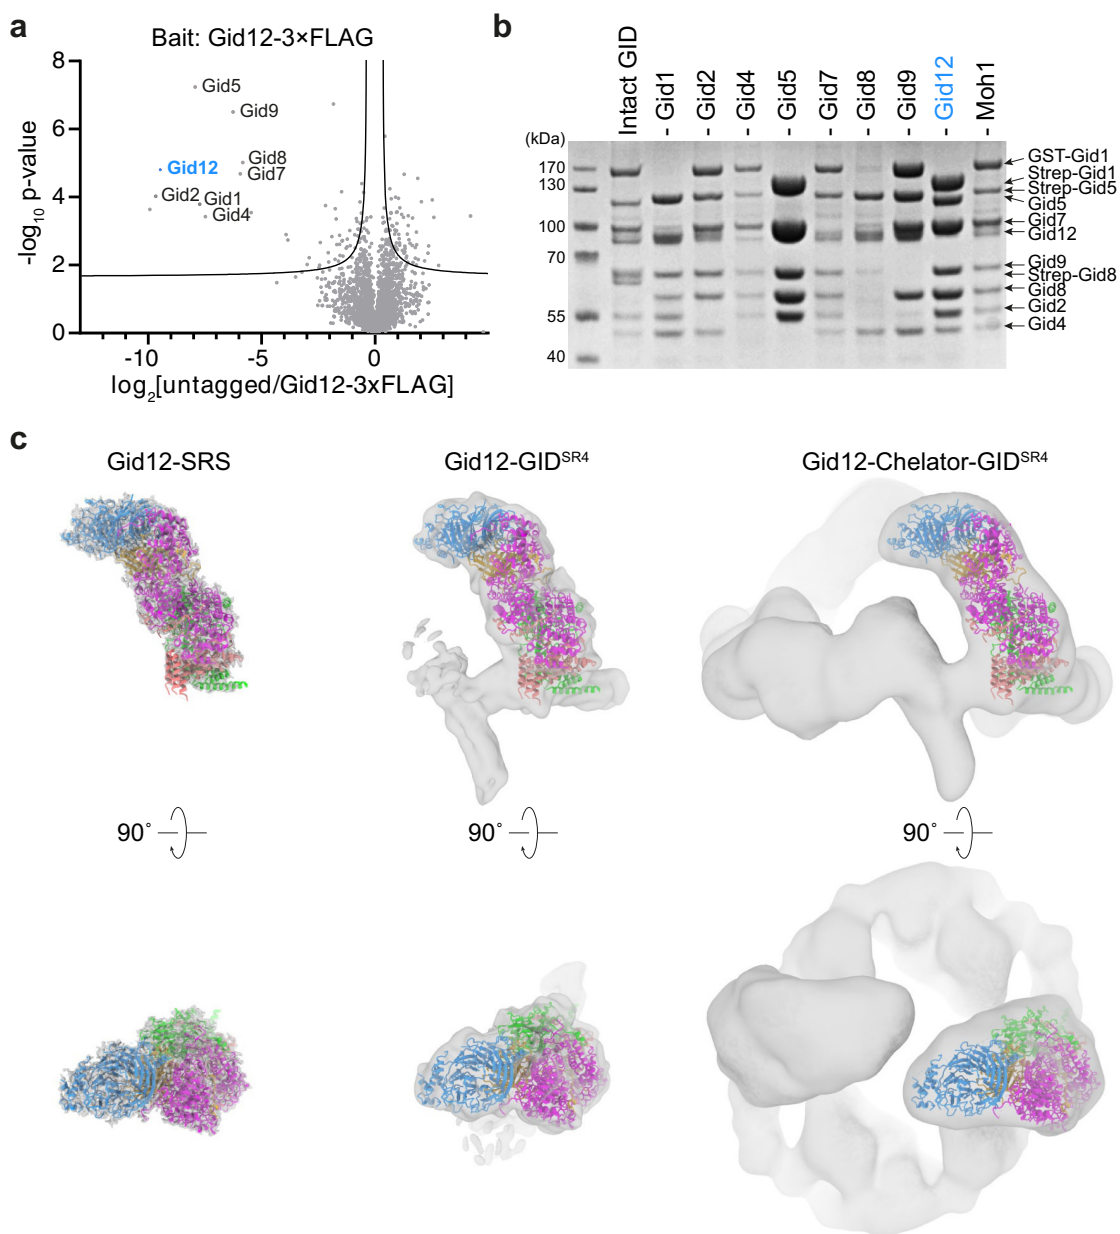 a
Bait: Gid12-3×FLAG
8
6
4
2
0
-log10 p-value
Gid5
Gid9
Gid8
Gid12
Gid7
Gid2
Gid1
Gid4
-10
-5
0
log2[untagged/Gid12-3xFLAG]
b
Intact GID
- Gid1
- Gid2
- Gid4
- Gid5
- Gid7
- Gid8
- Gid9
- Gid12
- Moh1
(kDa)
170
130
100
70
55
40
GST-Gid1
Strep-Gid1
Strep-Gid5
Gid5
Gid7
Gid12
Gid9
Strep-Gid8
Gid8
Gid2
Gid4
c
Gid12-SRS
Gid12-GIDSR4
Gid12-Chelator-GIDSR4
90°
90°
90°